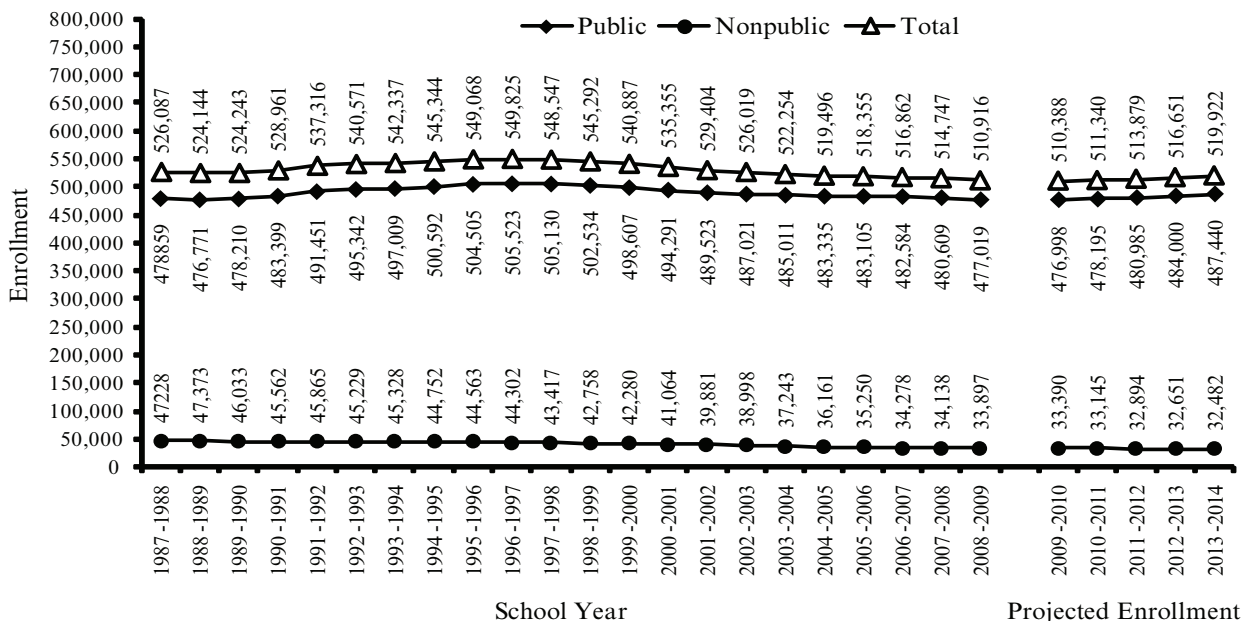 800,000
750,000
700,000
650,000
600,000
550,000
500,000
450,000
400,000
350,000
300,000
250,000
200,000
150,000
100,000
50,000
0
Enrollment
Public Nonpublic Total
526,087 524,144 524,243 528,961 537,316 540,571 542,337 545,344 549,068 549,825 548,547 545,292 540,887 535,355 529,404 526,019 522,254 519,496 518,355 516,862 514,747 510,916 510,388 511,340 513,879 516,651 519,922
478859 476,771 478,210 483,399 491,451 495,342 497,009 500,592 504,505 505,523 505,130 502,534 498,607 494,291 489,523 487,021 485,011 483,335 483,105 482,584 480,609 477,019 476,998 478,195 480,985 484,000 487,440
47228 47,373 46,033 45,562 45,865 45,229 45,328 44,752 44,563 44,302 43,417 42,758 42,280 41,064 39,881 38,998 37,243 36,161 35,250 34,278 34,138 33,897 33,390 33,145 32,894 32,651 32,482
1987-1988 1988-1989 1989-1990 1990-1991 1991-1992 1992-1993 1993-1994 1994-1995 1995-1996 1996-1997 1997-1998 1998-1999 1999-2000 2000-2001 2001-2002 2002-2003 2003-2004 2004-2005 2005-2006 2006-2007 2007-2008 2008-2009 2009-2010 2010-2011 2011-2012 2012-2013 2013-2014
School Year Projected Enrollment